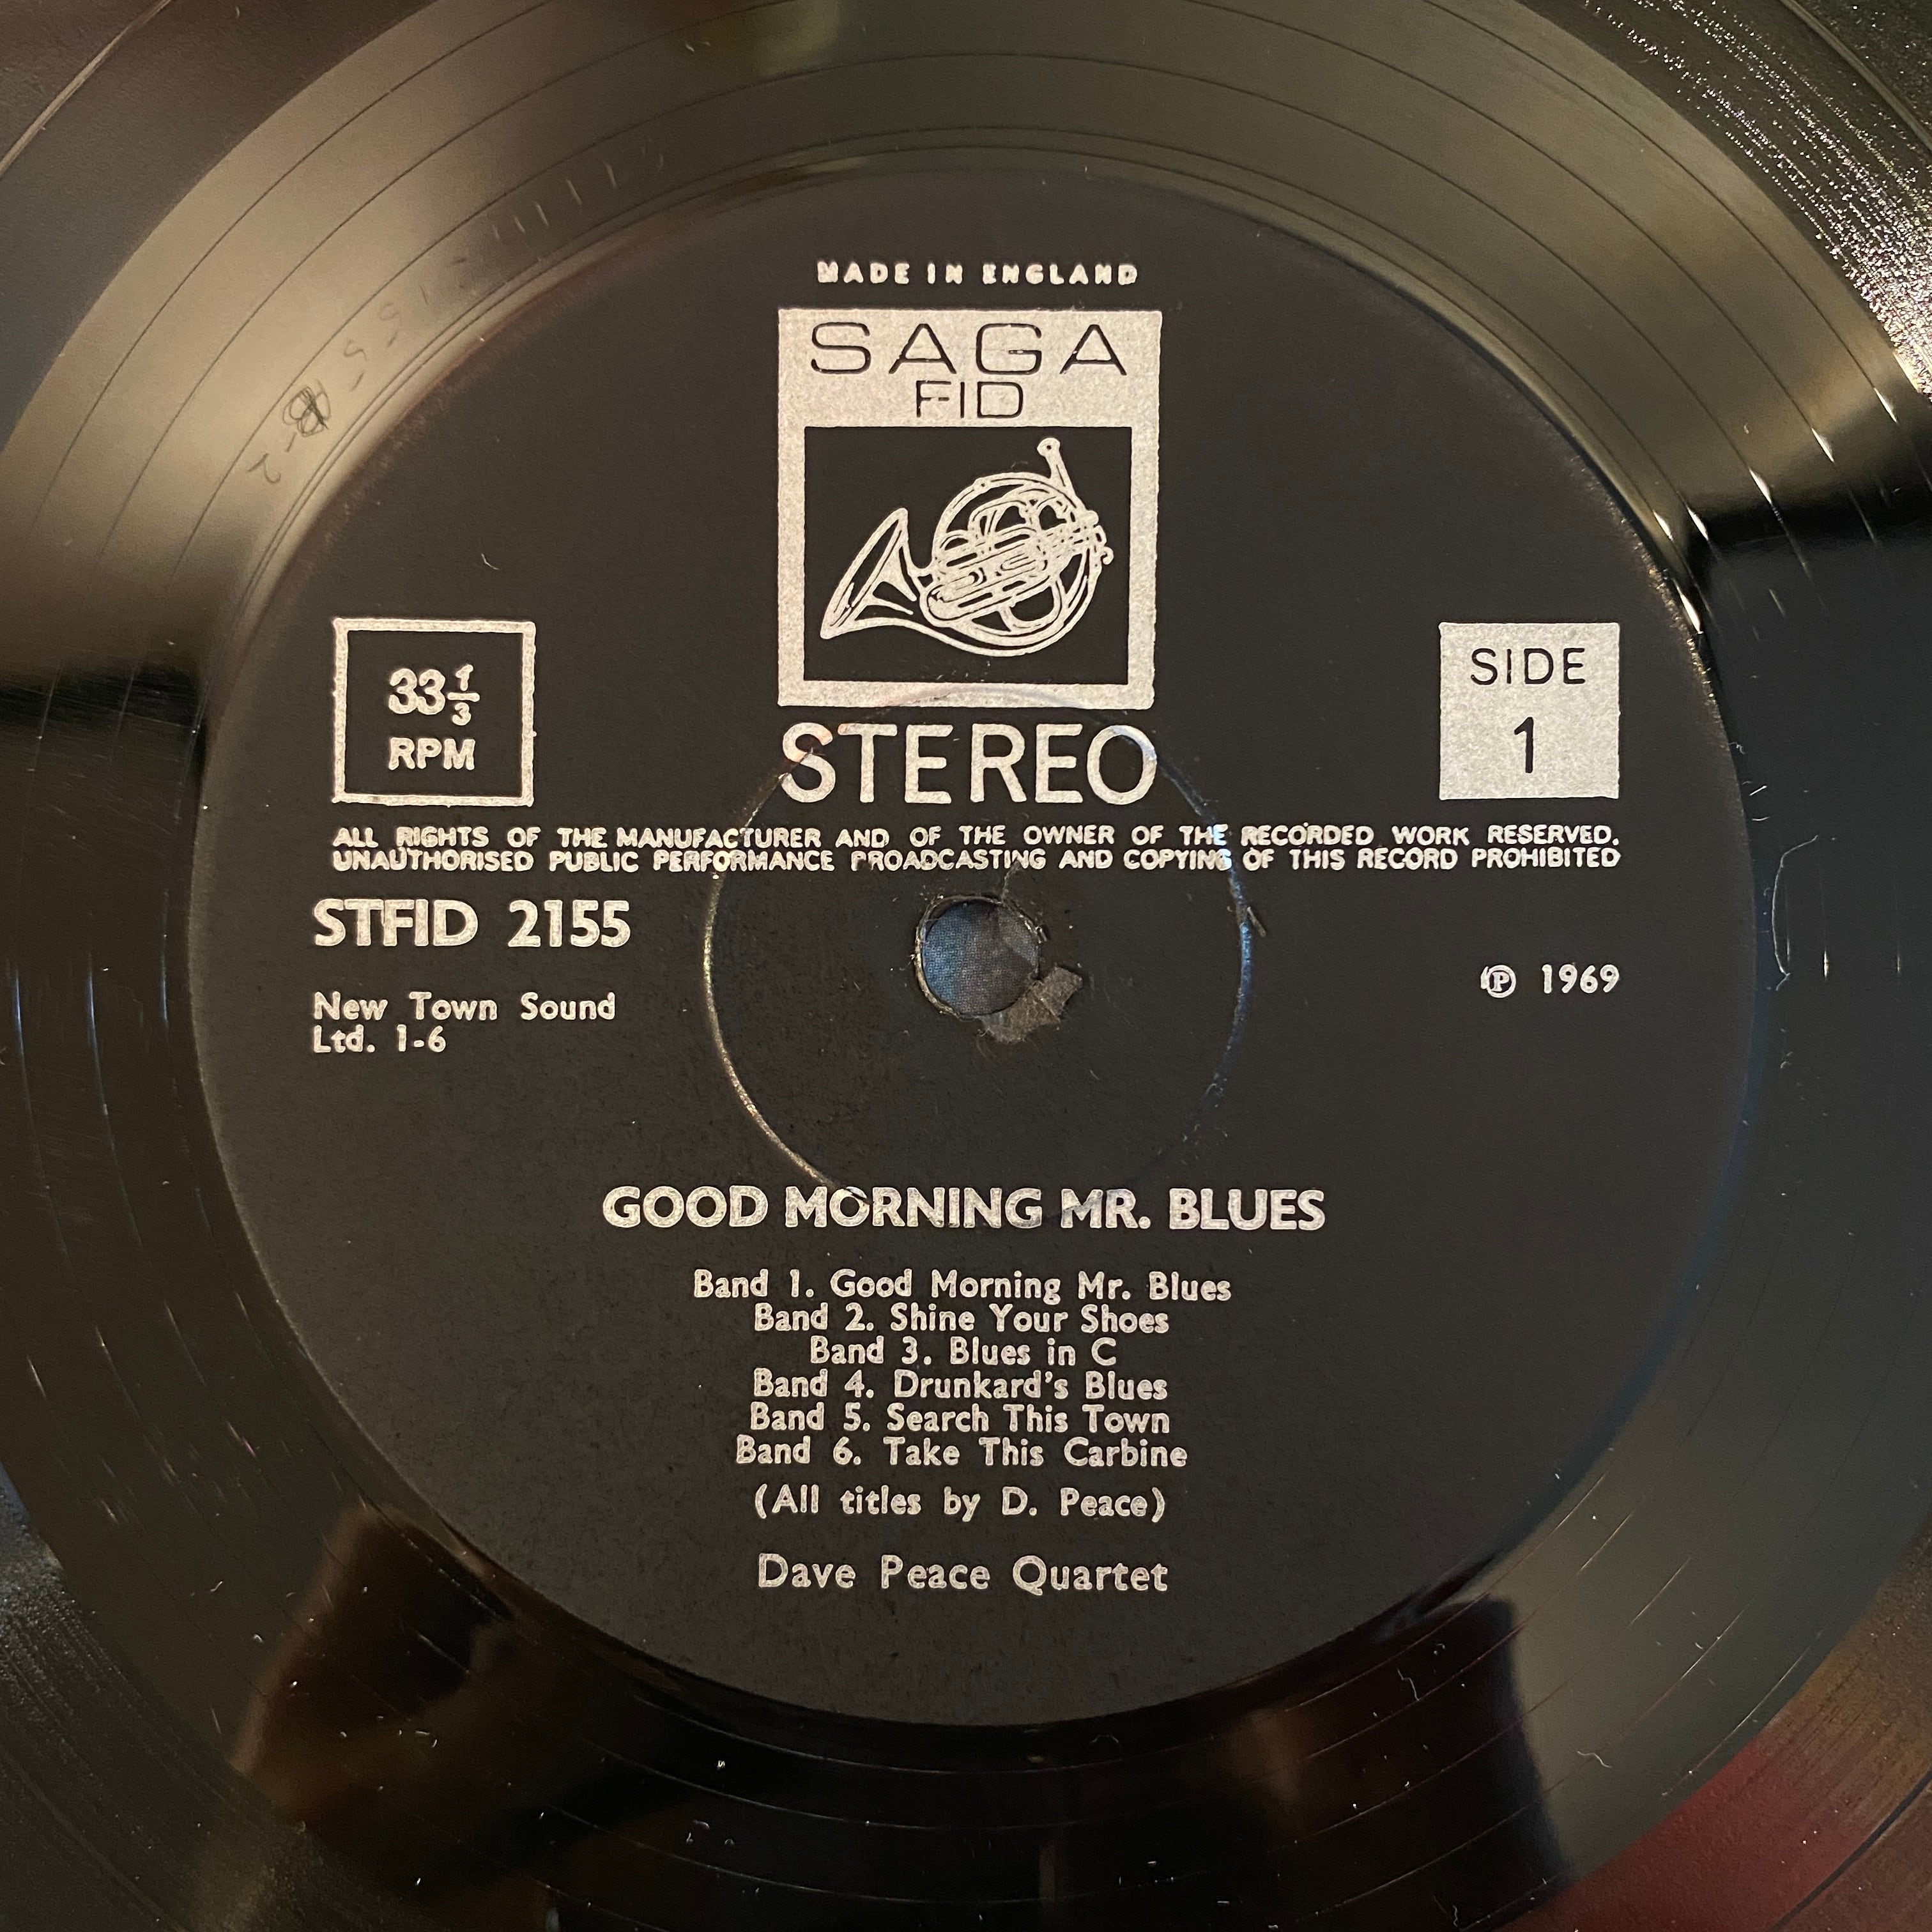 MADE IN ENGLAND
SAGA
FID
33 1/3
RPM
STEREO
SIDE
1
ALL RIGHTS OF THE MANUFACTURER AND OF THE OWNER OF THE RECORDED WORK RESERVED.
UNAUTHORISED PUBLIC PERFORMANCE BROADCASTING AND COPYING OF THIS RECORD PROHIBITED
STFID 2155
New Town Sound
Ltd. 1-6
℗ 1969
GOOD MORNING MR. BLUES
Band 1. Good Morning Mr. Blues
Band 2. Shine Your Shoes
Band 3. Blues in C
Band 4. Drunkard's Blues
Band 5. Search This Town
Band 6. Take This Carbine
(All titles by D. Peace)
Dave Peace Quartet